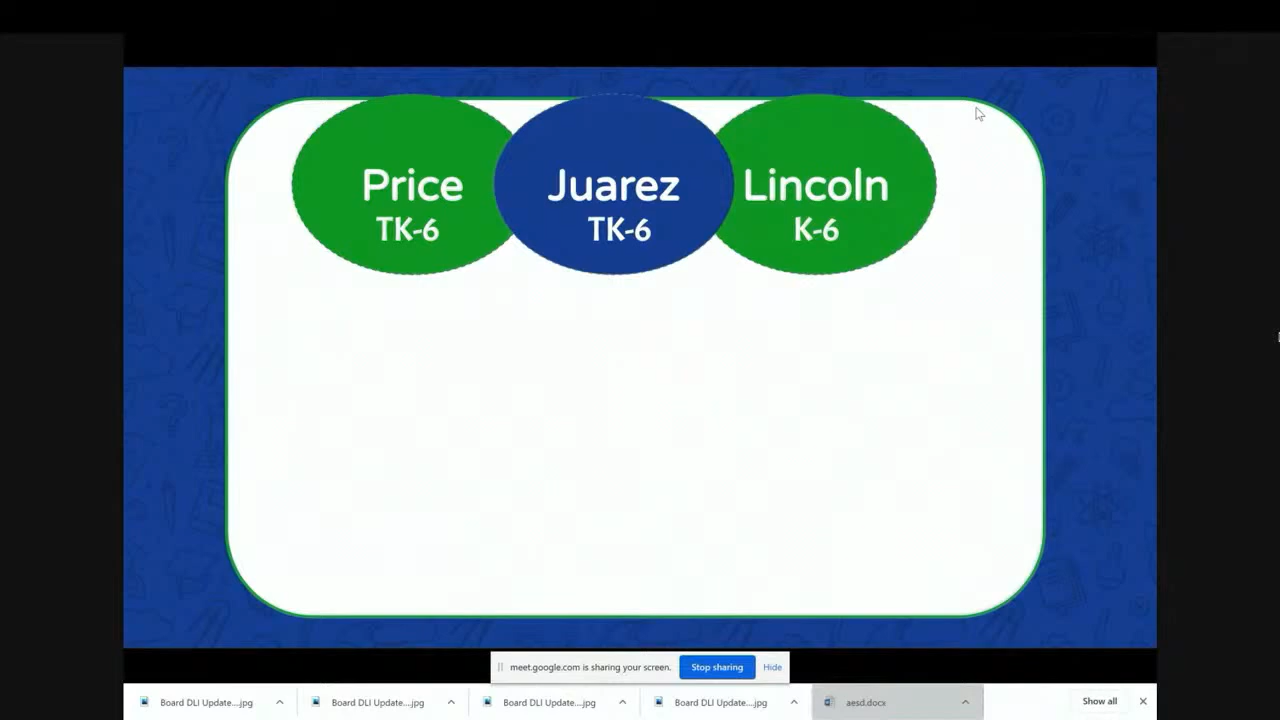 Price
TK-6
Juarez
TK-6
Lincoln
K-6
meet.google.com is sharing your screen.
Stop sharing
Hide
Board DLI Update....jpg
Board DLI Update....jpg
Board DLI Update....jpg
Board DLI Update....jpg
aesd.docx
Show all